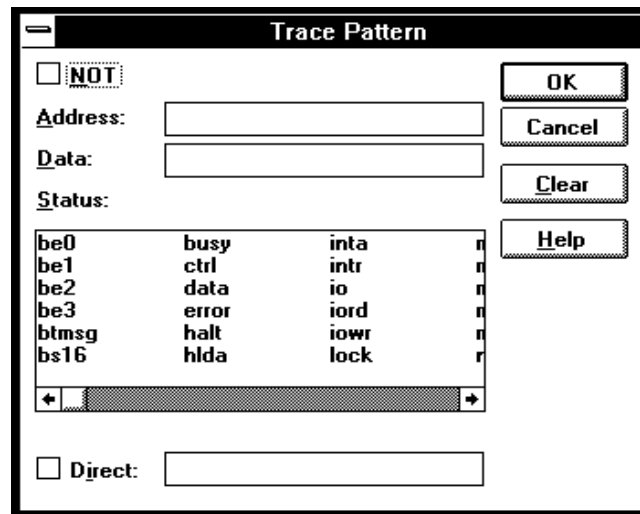 Trace Pattern
NOT
OK
Address:
Cancel
Data:
Clear
Status:
Help
be0 busy inta
be1 ctrl intr
be2 data io
be3 error iord
btmsg halt iowr
bs16 hlda lock
Direct: